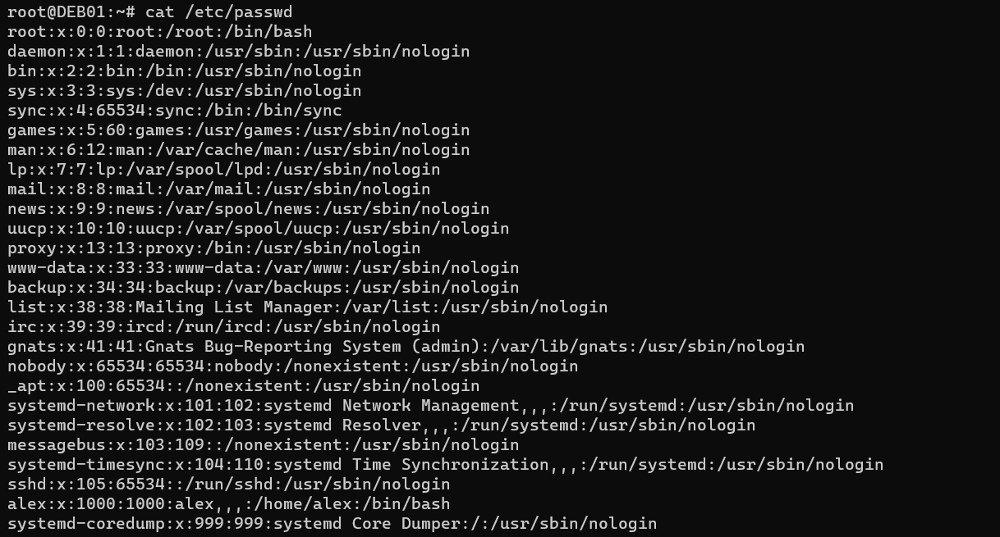 root@DEB01:~# cat /etc/passwd
root:x:0:0:root:/root:/bin/bash
daemon:x:1:1:daemon:/usr/sbin:/usr/sbin/nologin
bin:x:2:2:bin:/bin:/usr/sbin/nologin
sys:x:3:3:sys:/dev:/usr/sbin/nologin
sync:x:4:65534:sync:/bin:/bin/sync
games:x:5:60:games:/usr/games:/usr/sbin/nologin
man:x:6:12:man:/var/cache/man:/usr/sbin/nologin
lp:x:7:7:lp:/var/spool/lpd:/usr/sbin/nologin
mail:x:8:8:mail:/var/mail:/usr/sbin/nologin
news:x:9:9:news:/var/spool/news:/usr/sbin/nologin
uucp:x:10:10:uucp:/var/spool/uucp:/usr/sbin/nologin
proxy:x:13:13:proxy:/bin:/usr/sbin/nologin
www-data:x:33:33:www-data:/var/www:/usr/sbin/nologin
backup:x:34:34:backup:/var/backups:/usr/sbin/nologin
list:x:38:38:Mailing List Manager:/var/list:/usr/sbin/nologin
irc:x:39:39:ircd:/run/ircd:/usr/sbin/nologin
gnats:x:41:41:Gnats Bug-Reporting System (admin):/var/lib/gnats:/usr/sbin/nologin
nobody:x:65534:65534:nobody:/nonexistent:/usr/sbin/nologin
_apt:x:100:65534::/nonexistent:/usr/sbin/nologin
systemd-network:x:101:102:systemd Network Management,,,:/run/systemd:/usr/sbin/nologin
systemd-resolve:x:102:103:systemd Resolver,,,:/run/systemd:/usr/sbin/nologin
messagebus:x:103:109::/nonexistent:/usr/sbin/nologin
systemd-timesync:x:104:110:systemd Time Synchronization,,,:/run/systemd:/usr/sbin/nologin
sshd:x:105:65534::/run/sshd:/usr/sbin/nologin
alex:x:1000:1000:alex,,,:/home/alex:/bin/bash
systemd-coredump:x:999:999:systemd Core Dumper:/:/usr/sbin/nologin